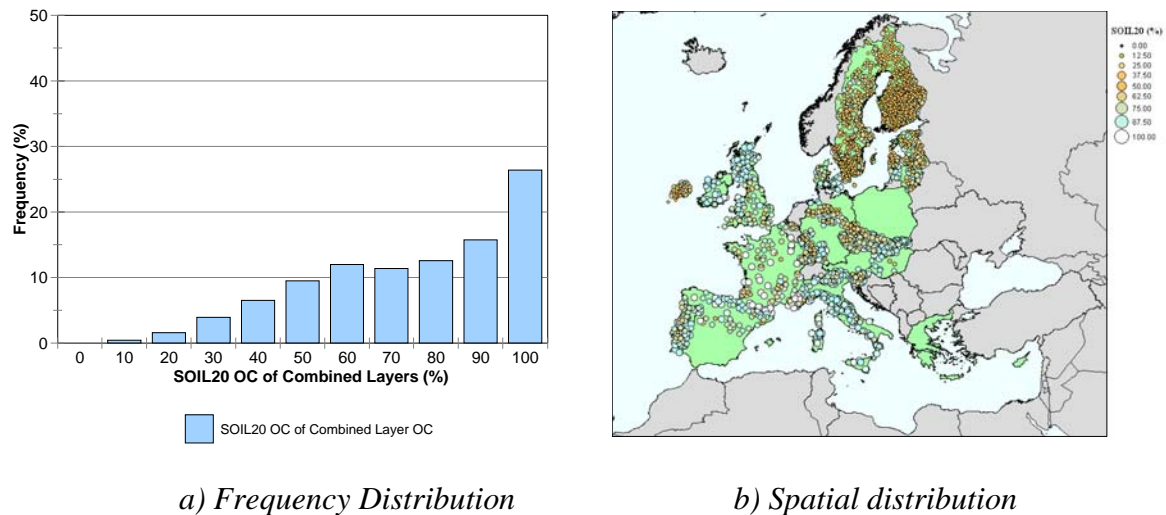 50
40
30
20
10
0
Frequency (%)
0 10 20 30 40 50 60 70 80 90 100
SOIL20 OC of Combined Layers (%)
SOIL20 OC of Combined Layer OC
SOIL20 (%)
0.00
12.50
25.00
37.50
50.00
62.50
75.00
87.50
100.00
a) Frequency Distribution
b) Spatial distribution